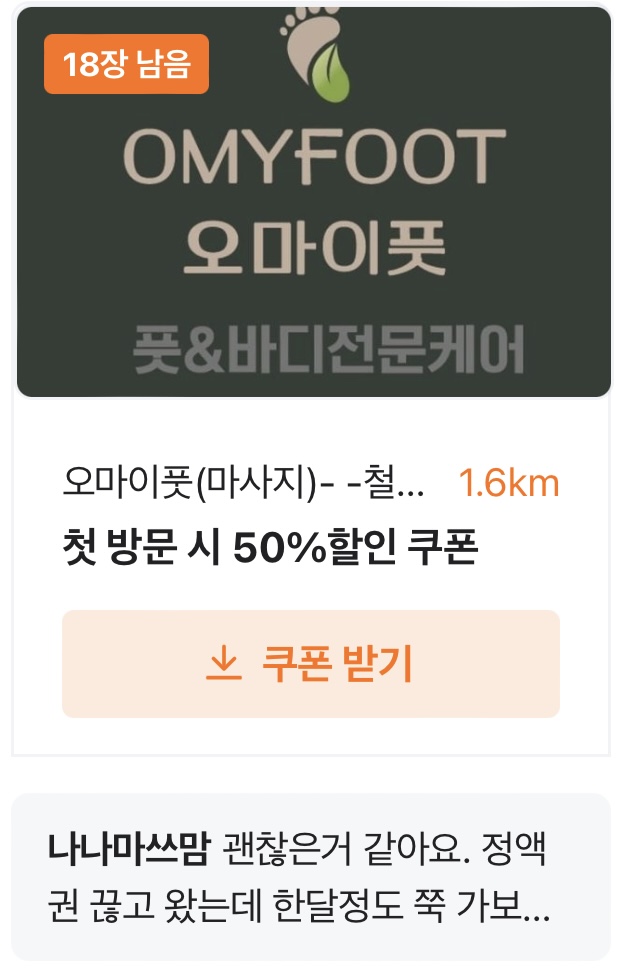 18장 남음
OMYFOOT
오마이풋
풋&바디전문케어
오마이풋(마사지)- -철... 1.6km
첫 방문 시 50%할인 쿠폰
쿠폰 받기
나나마쓰맘 괜찮은거 같아요. 정액
권 끊고 왔는데 한달정도 쭉 가보...